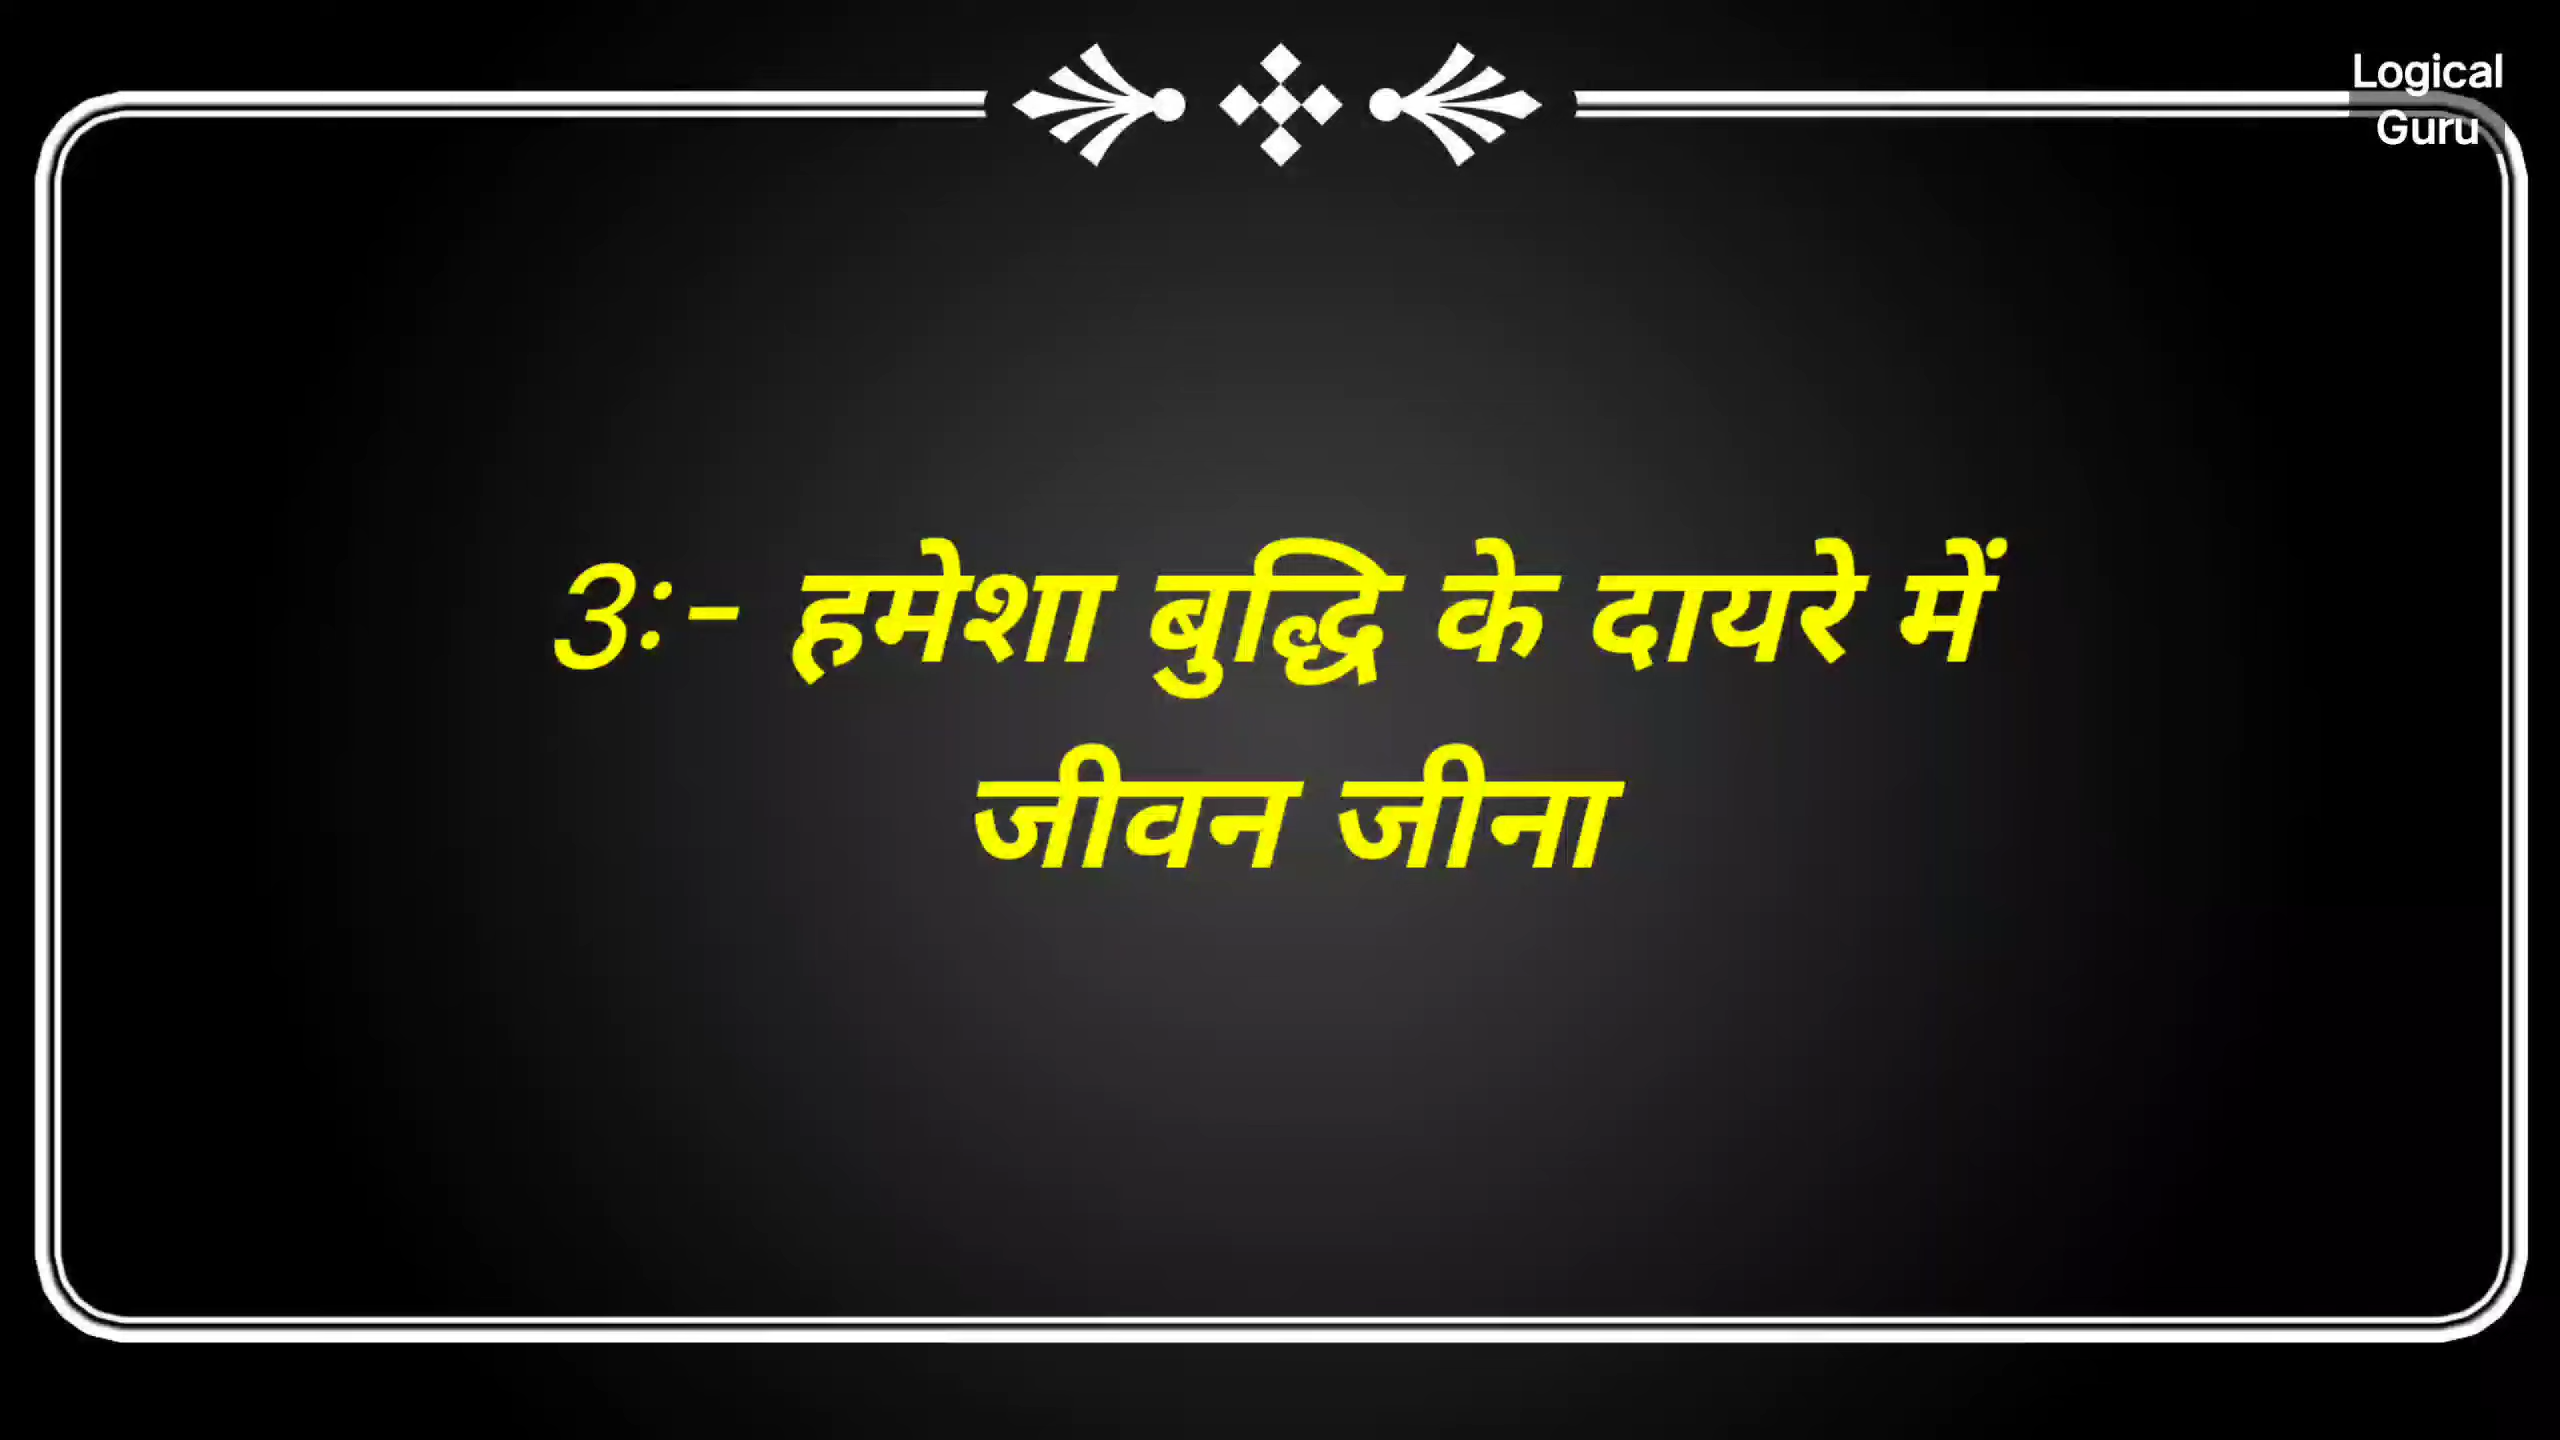 Logical
Guru
3:- हमेशा बुद्धि के दायरे में
जीवन जीना